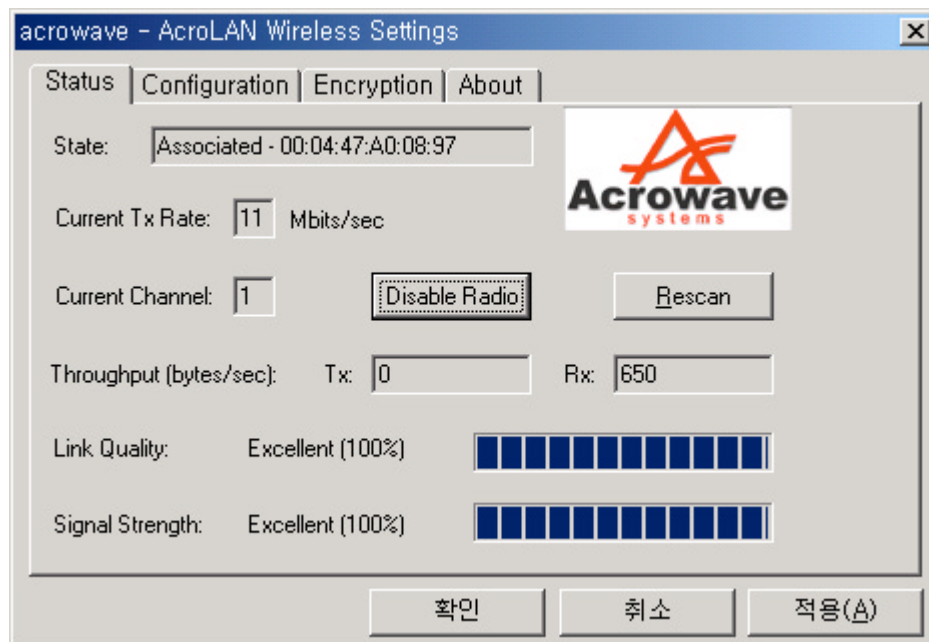 acrowave - AcroLAN Wireless Settings
Status Configuration Encryption About
State: Associated - 00:04:47:A0:08:97
Acrowave
systems
Current Tx Rate: 11 Mbits/sec
Current Channel: 1 Disable Radio Rescan
Throughput (bytes/sec): Tx: 0 Rx: 650
Link Quality: Excellent (100%)
Signal Strength: Excellent (100%)
확인 취소 적용(A)